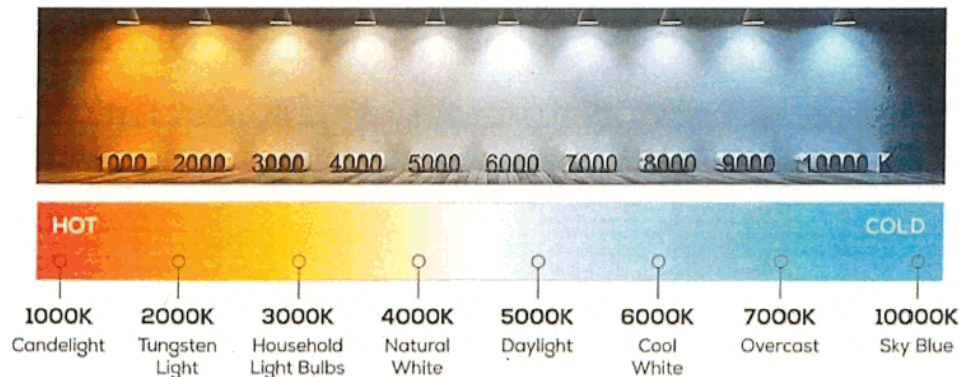 1000 2000 3000 4000 5000 6000 7000 8000 9000 10000 K
HOT COLD
1000K 2000K 3000K 4000K 5000K 6000K 7000K 10000K
Candelight Tungsten Household Natural Daylight Cool Overcast Sky Blue
Light Light Bulbs White White